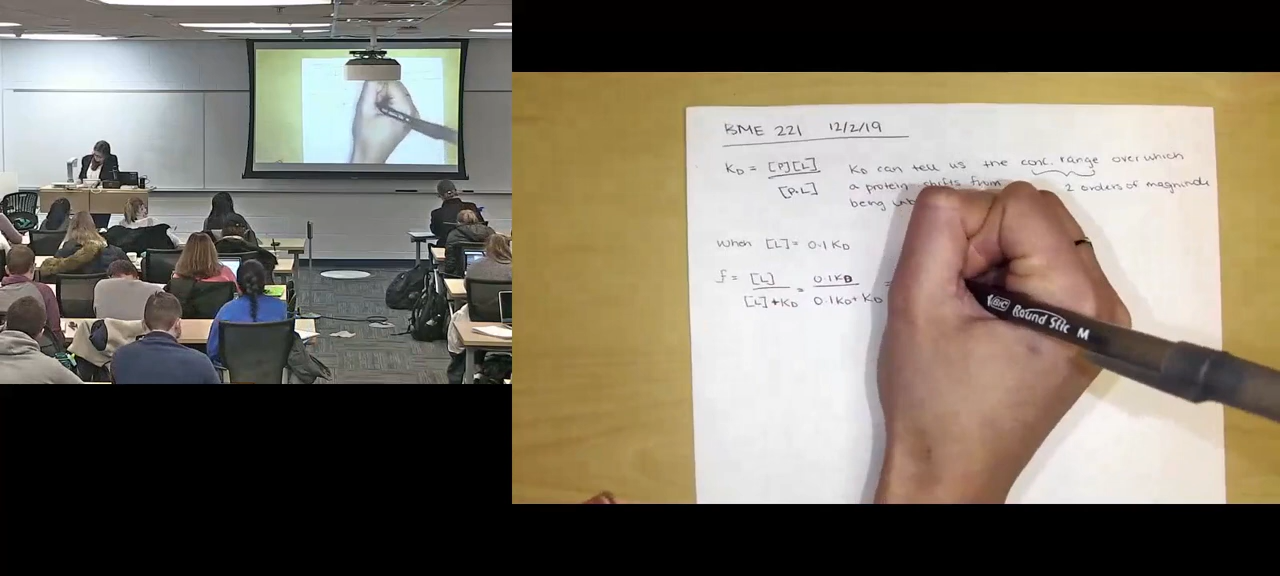 BME 221 12/2/19
KD = [P][L] / [P·L]
KD can tell us the conc. range over which
a protein shifts from 2 orders of magnitude
being
when [L] = 0.1 KD
f = [L] / [L]+KD = 0.1KD / 0.1KD + KD =
BIC Round Stic M